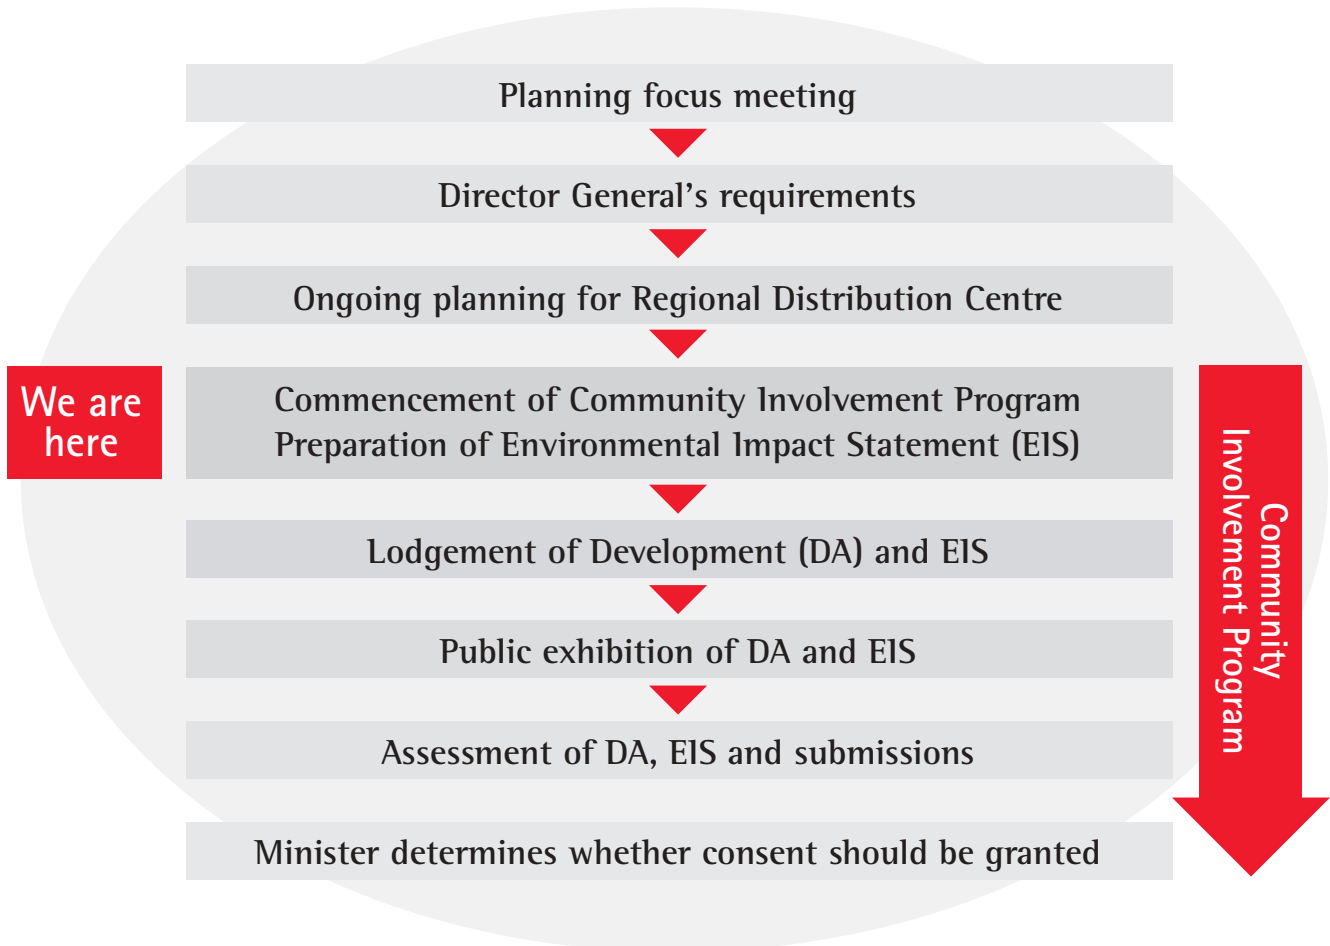 Planning focus meeting
Director General's requirements
Ongoing planning for Regional Distribution Centre
We are
here
Commencement of Community Involvement Program
Preparation of Environmental Impact Statement (EIS)
Lodgement of Development (DA) and EIS
Public exhibition of DA and EIS
Assessment of DA, EIS and submissions
Minister determines whether consent should be granted
Community
Involvement Program